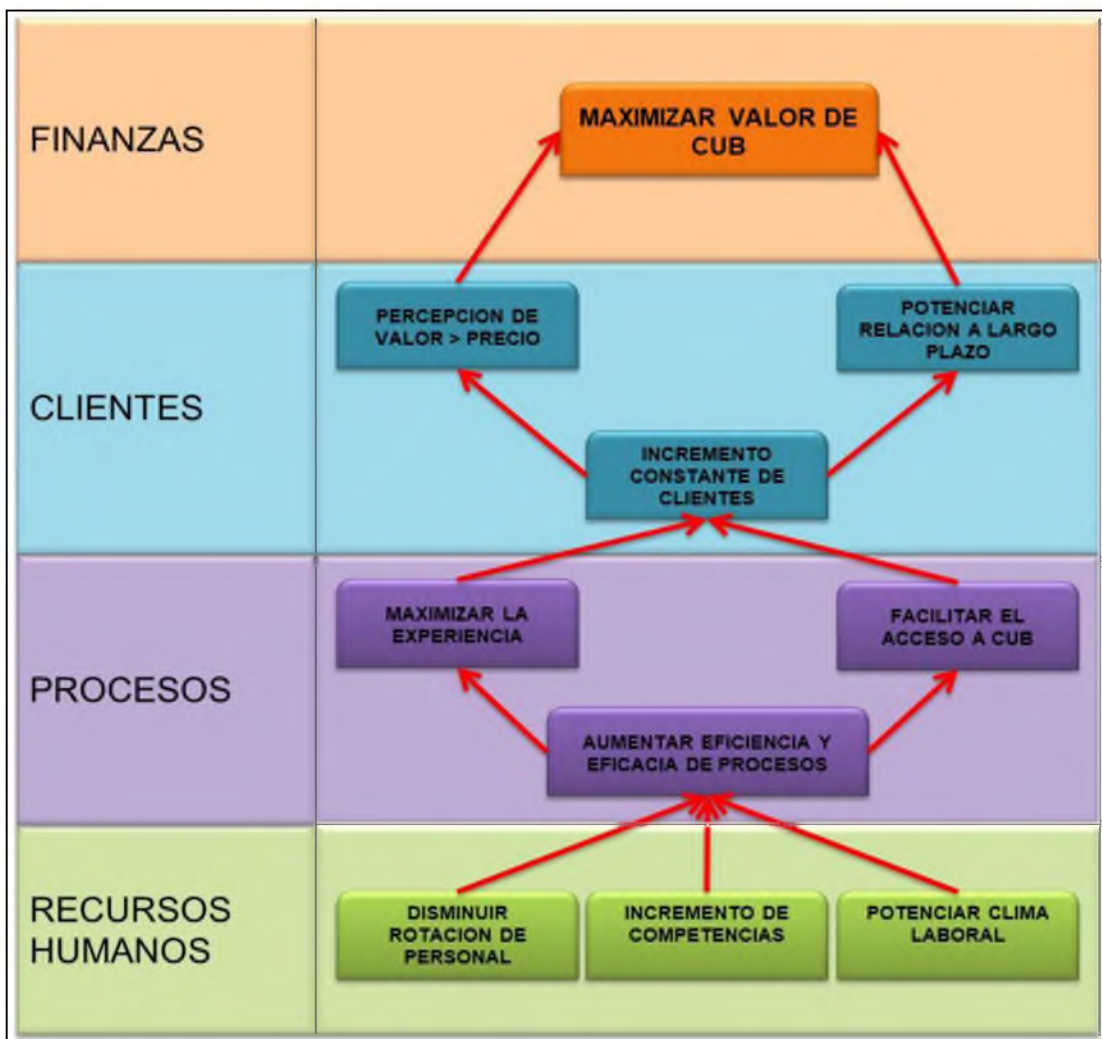 FINANZAS
MAXIMIZAR VALOR DE
CUB
CLIENTES
PERCEPCION DE
VALOR > PRECIO
POTENCIAR
RELACION A LARGO
PLAZO
INCREMENTO
CONSTANTE DE
CLIENTES
PROCESOS
MAXIMIZAR LA
EXPERIENCIA
FACILITAR EL
ACCESO A CUB
AUMENTAR EFICIENCIA Y
EFICACIA DE PROCESOS
RECURSOS
HUMANOS
DISMINUIR
ROTACION DE
PERSONAL
INCREMENTO DE
COMPETENCIAS
POTENCIAR CLIMA
LABORAL